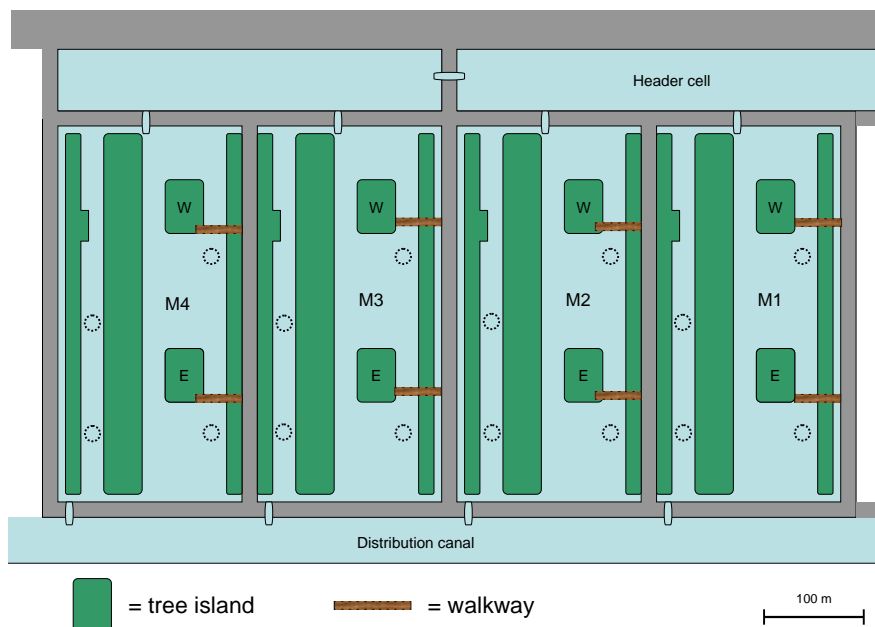 Header cell
W
W
W
W
M4
M3
M2
M1
E
E
E
E
Distribution canal
= tree island
= walkway
100 m